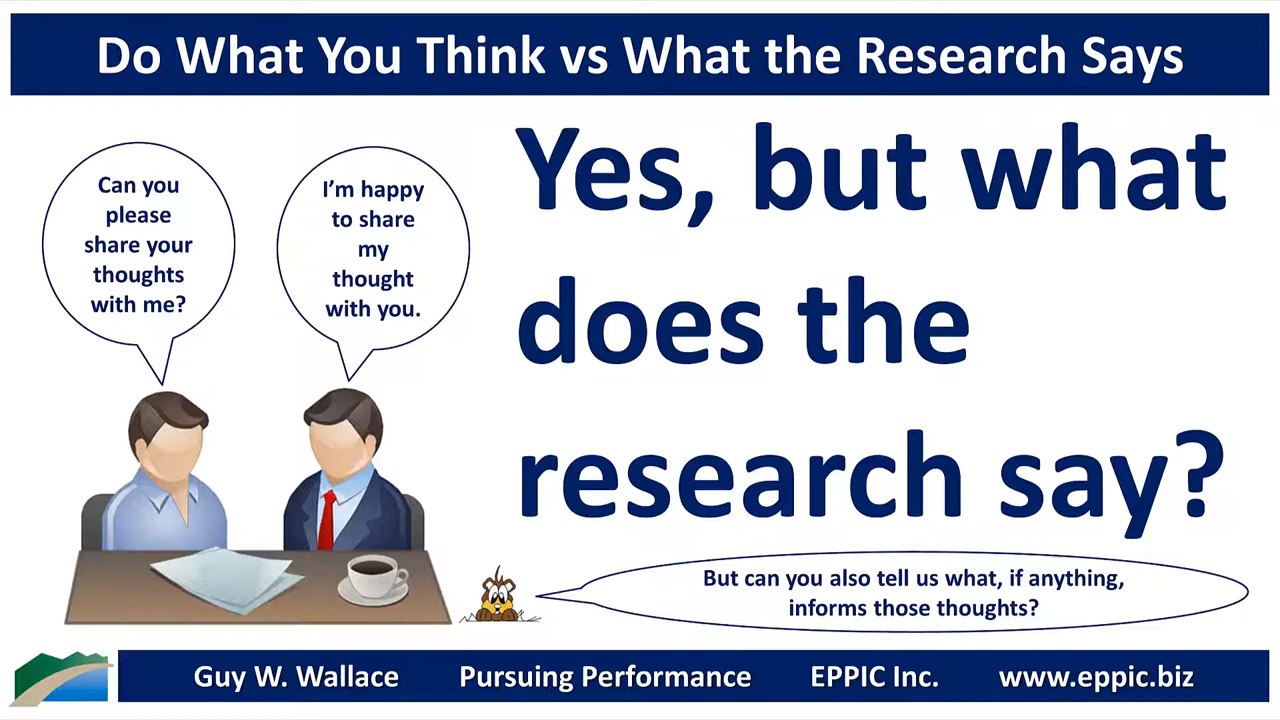 Do What You Think vs What the Research Says
Can you
please
share your
thoughts
with me?
I’m happy
to share
my
thought
with you.
Yes, but what
does the
research say?
But can you also tell us what, if anything,
informs those thoughts?
Guy W. Wallace Pursuing Performance EPPIC Inc. www.eppic.biz